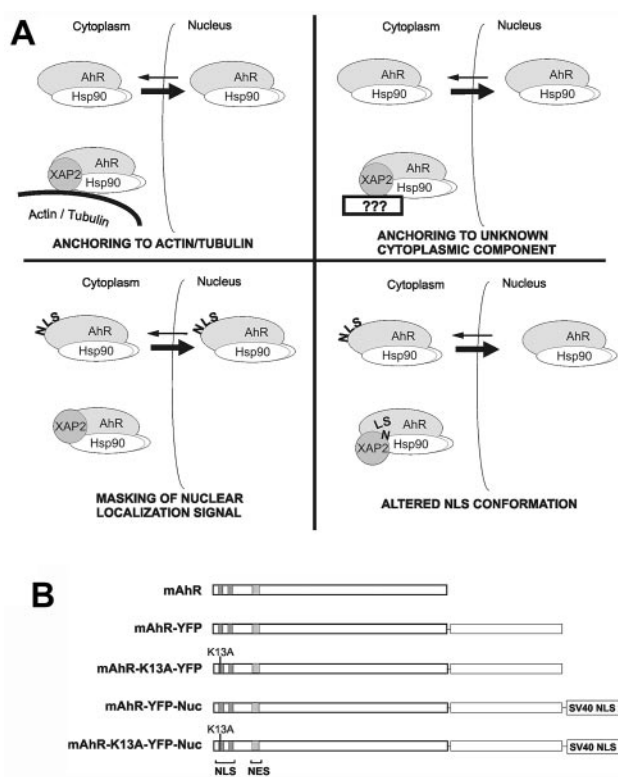 A
Cytoplasm
Nucleus
AhR
Hsp90
AhR
Hsp90
XAP2
AhR
Hsp90
Actin / Tubulin
ANCHORING TO ACTIN/TUBULIN
Cytoplasm
Nucleus
AhR
Hsp90
AhR
Hsp90
XAP2
AhR
Hsp90
???
ANCHORING TO UNKNOWN
CYTOPLASMIC COMPONENT
Cytoplasm
Nucleus
NLS
AhR
Hsp90
NLS
AhR
Hsp90
XAP2
AhR
Hsp90
MASKING OF NUCLEAR
LOCALIZATION SIGNAL
Cytoplasm
Nucleus
NLS
AhR
Hsp90
AhR
Hsp90
LS
N
AhR
XAP2
Hsp90
ALTERED NLS CONFORMATION
B
mAhR
mAhR-YFP
K13A
mAhR-K13A-YFP
mAhR-YFP-Nuc
SV40 NLS
K13A
mAhR-K13A-YFP-Nuc
SV40 NLS
NLS
NES